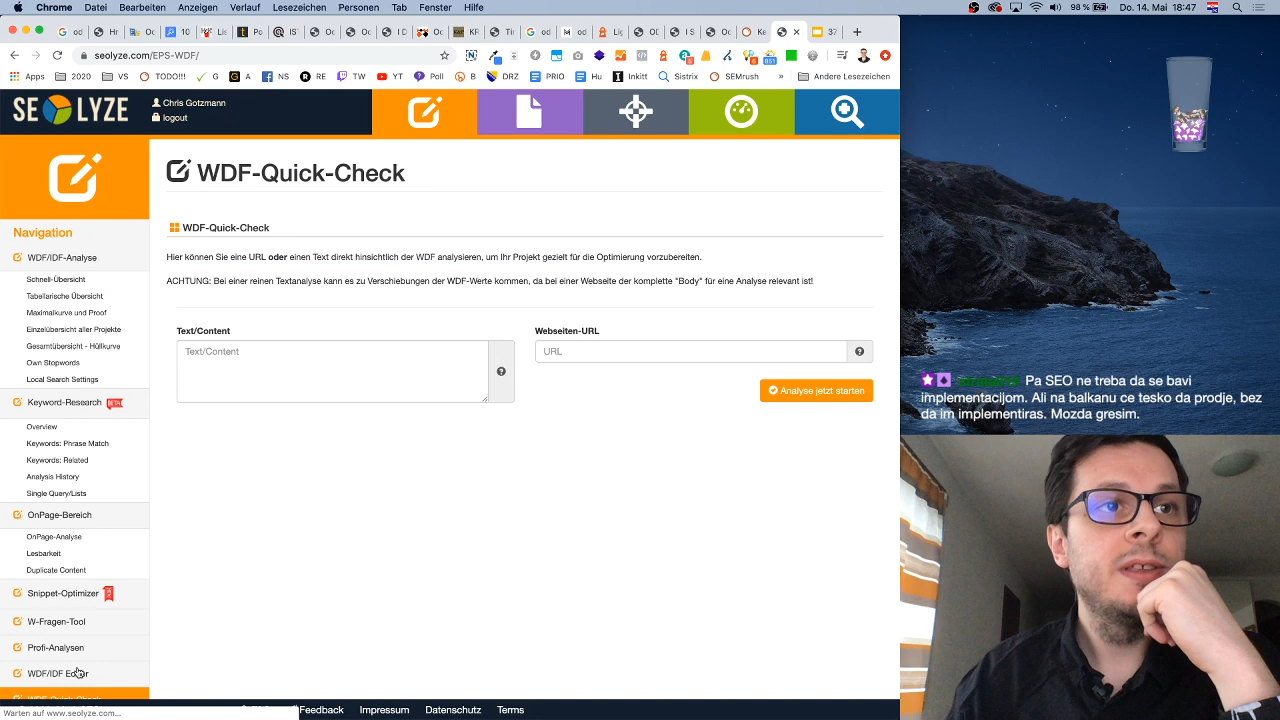 Chrome Datei Bearbeiten Anzeigen Verlauf Lesezeichen Personen Tab Fenster Hilfe
Do. 14. Mai 18:47
seolyze.com/EPS-WDF/
Apps 2020 VS TODO!!! G A NS RE TW YT Poll B DRZ PRIO Hu Inkitt Sistrix SEMrush » Andere Lesezeichen
SEOLYZE
Chris Gotzmann
logout
Navigation
WDF/IDF-Analyse
Schnell-Übersicht
Tabellarische Übersicht
Maximalkurve und Proof
Einzelübersicht aller Projekte
Gesamtübersicht - Hüllkurve
Own Stopwords
Local Search Settings
Keyword-Research
Overview
Keywords: Phrase Match
Keywords: Related
Analysis History
Single Query/Lists
OnPage-Bereich
OnPage-Analyse
Lesbarkeit
Duplicate Content
Snippet-Optimizer
W-Fragen-Tool
Profi-Analysen
WDF/IDF Editor
WDF-Quick-Check
WDF-Quick-Check
WDF-Quick-Check
Hier können Sie eine URL oder einen Text direkt hinsichtlich der WDF analysieren, um Ihr Projekt gezielt für die Optimierung vorzubereiten.
ACHTUNG: Bei einer reinen Textanalyse kann es zu Verschiebungen der WDF-Werte kommen, da bei einer Webseite der komplette "Body" für eine Analyse relevant ist!
Text/Content
Text/Content
Webseiten-URL
URL
Analyse jetzt starten
Feedback Impressum Datenschutz Terms
Warten auf www.seolyze.com...
Pa SEO ne treba da se bavi
implementacijom. Ali na balkanu ce tesko da prodje, bez
da im implementiras. Mozda gresim.